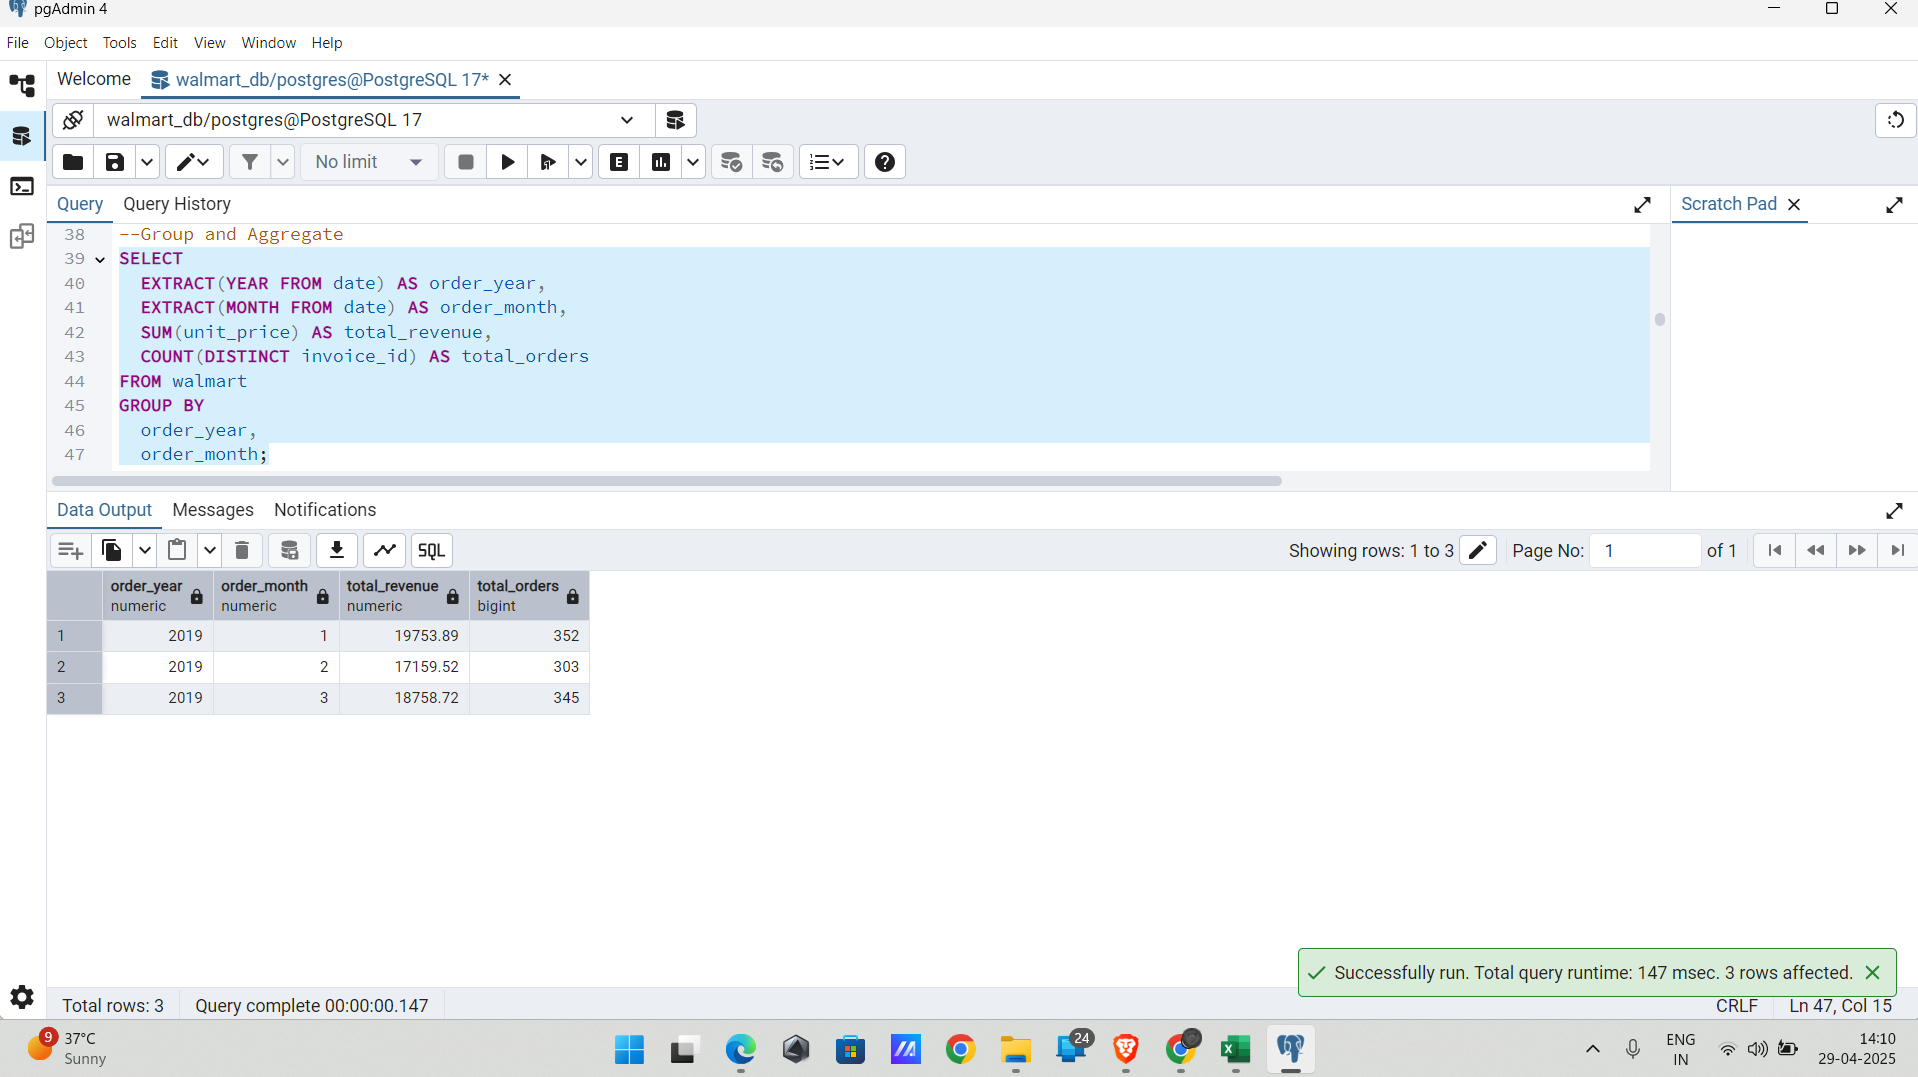 pgAdmin 4
File Object Tools Edit View Window Help
Welcome walmart_db/postgres@PostgreSQL 17*
walmart_db/postgres@PostgreSQL 17
No limit
E
Query Query History
Scratch Pad
38 --Group and Aggregate
39 SELECT
40 EXTRACT(YEAR FROM date) AS order_year,
41 EXTRACT(MONTH FROM date) AS order_month,
42 SUM(unit_price) AS total_revenue,
43 COUNT(DISTINCT invoice_id) AS total_orders
44 FROM walmart
45 GROUP BY
46 order_year,
47 order_month;
Data Output Messages Notifications
SQL Showing rows: 1 to 3 Page No: 1 of 1
order_year order_month total_revenue total_orders
numeric numeric numeric bigint
1 2019 1 19753.89 352
2 2019 2 17159.52 303
3 2019 3 18758.72 345
Successfully run. Total query runtime: 147 msec. 3 rows affected.
Total rows: 3 Query complete 00:00:00.147 CRLF Ln 47, Col 15
9 37°C
Sunny
24
ENG
IN
14:10
29-04-2025